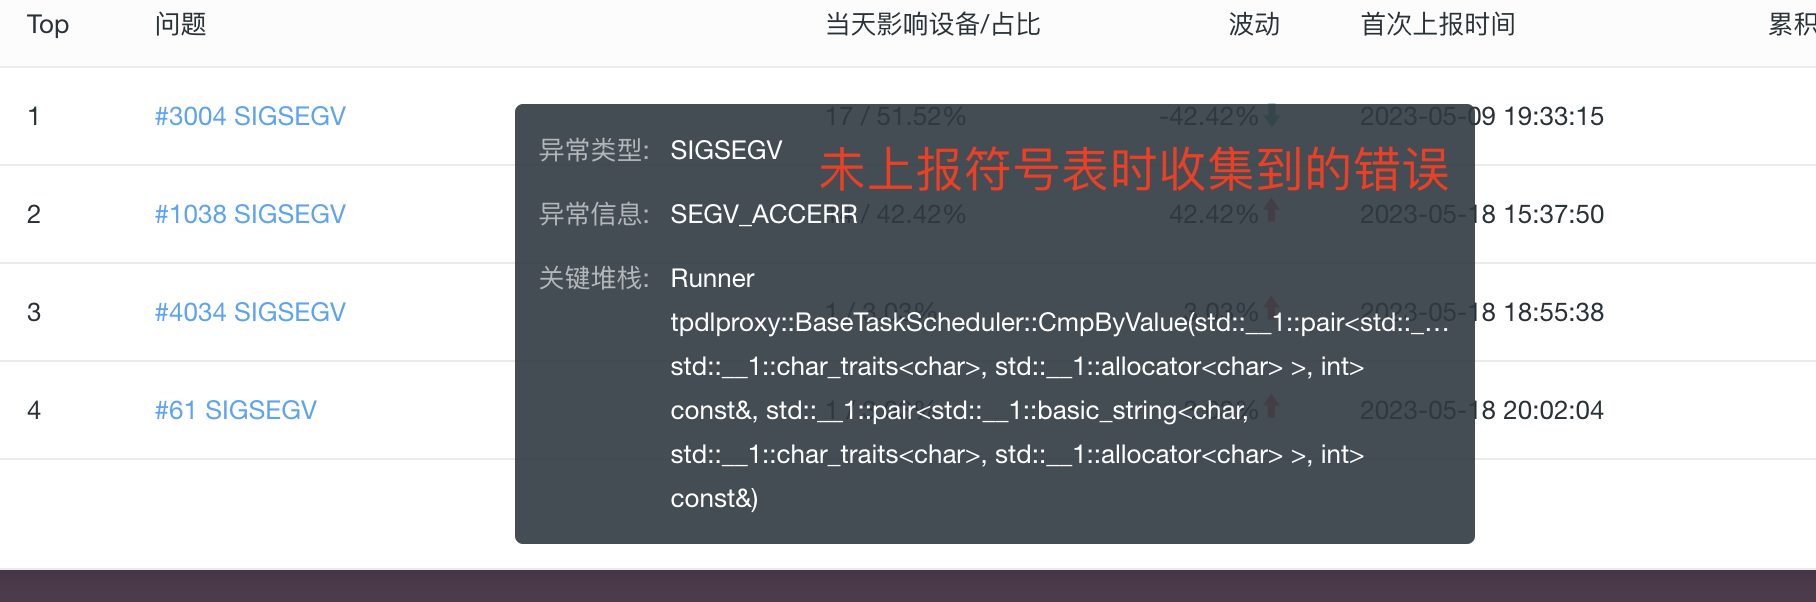 Top 问题 当天影响设备/占比 波动 首次上报时间 累积
1 #3004 SIGSEGV 17 / 51.52% -42.42% 2023-05-09 19:33:15
异常类型: SIGSEGV
未上报符号表时收集到的错误
2 #1038 SIGSEGV / 42.42% 42.42% 2023-05-18 15:37:50
异常信息: SEGV_ACCERR
关键堆栈: Runner
3 #4034 SIGSEGV 1 / 3.03% 3.03% 2023-05-18 18:55:38
tpdlproxy::BaseTaskScheduler::CmpByValue(std::__1::pair<std::_...
std::__1::char_traits<char>, std::__1::allocator<char> >, int>
4 #61 SIGSEGV 2023-05-18 20:02:04
const&, std::__1::pair<std::__1::basic_string<char,
std::__1::char_traits<char>, std::__1::allocator<char> >, int>
const&)